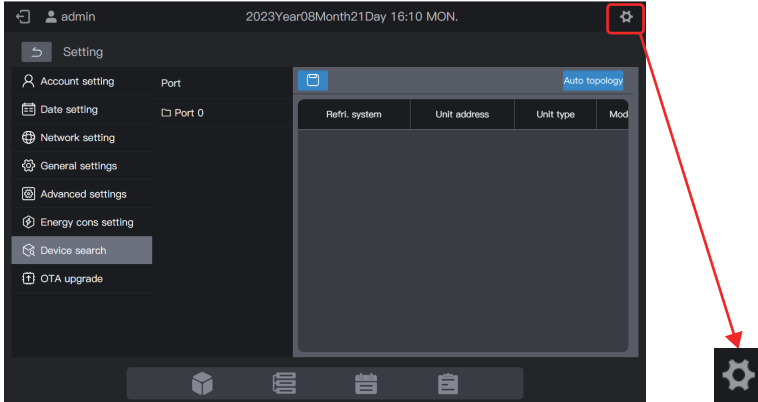 admin
2023Year08Month21Day 16:10 MON.
Setting
Account setting
Date setting
Network setting
General settings
Advanced settings
Energy cons setting
Device search
OTA upgrade
Port
Port 0
Auto topology
Refri. system Unit address Unit type Mod